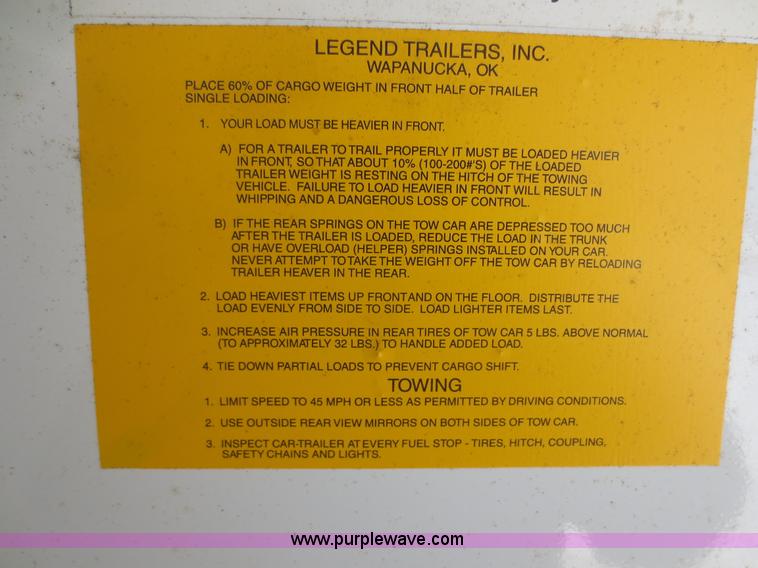 LEGEND TRAILERS, INC.
WAPANUCKA, OK
PLACE 60% OF CARGO WEIGHT IN FRONT HALF OF TRAILER
SINGLE LOADING:
1. YOUR LOAD MUST BE HEAVIER IN FRONT.
A) FOR A TRAILER TO TRAIL PROPERLY IT MUST BE LOADED HEAVIER
IN FRONT, SO THAT ABOUT 10% (100-200#'S) OF THE LOADED
TRAILER WEIGHT IS RESTING ON THE HITCH OF THE TOWING
VEHICLE. FAILURE TO LOAD HEAVIER IN FRONT WILL RESULT IN
WHIPPING AND A DANGEROUS LOSS OF CONTROL.
B) IF THE REAR SPRINGS ON THE TOW CAR ARE DEPRESSED TOO MUCH
AFTER THE TRAILER IS LOADED, REDUCE THE LOAD IN THE TRUNK
OR HAVE OVERLOAD (HELPER) SPRINGS INSTALLED ON YOUR CAR.
NEVER ATTEMPT TO TAKE THE WEIGHT OFF THE TOW CAR BY RELOADING
TRAILER HEAVER IN THE REAR.
2. LOAD HEAVIEST ITEMS UP FRONT AND ON THE FLOOR. DISTRIBUTE THE
LOAD EVENLY FROM SIDE TO SIDE. LOAD LIGHTER ITEMS LAST.
3. INCREASE AIR PRESSURE IN REAR TIRES OF TOW CAR 5 LBS. ABOVE NORMAL
(TO APPROXIMATELY 32 LBS.) TO HANDLE ADDED LOAD.
4. TIE DOWN PARTIAL LOADS TO PREVENT CARGO SHIFT.
TOWING
1. LIMIT SPEED TO 45 MPH OR LESS AS PERMITTED BY DRIVING CONDITIONS.
2. USE OUTSIDE REAR VIEW MIRRORS ON BOTH SIDES OF TOW CAR.
3. INSPECT CAR-TRAILER AT EVERY FUEL STOP - TIRES, HITCH, COUPLING,
SAFETY CHAINS AND LIGHTS.
www.purplewave.com